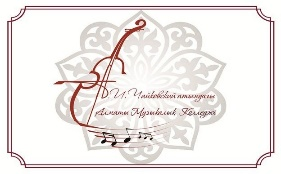 П.И. Чайковский атындағы
Алматы Музыкалық Колледжі